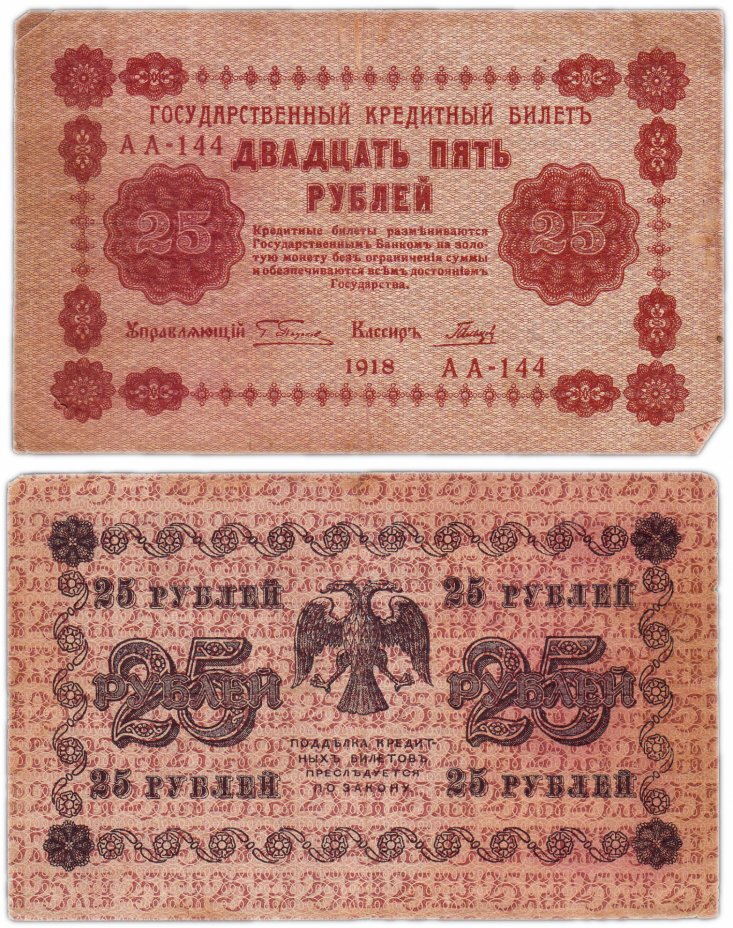 ГОСУДАРСТВЕННЫЙ КРЕДИТНЫЙ БИЛЕТЪ
АА-144 ДВАДЦАТЬ ПЯТЬ
РУБЛЕЙ
25
25
Кредитные билеты размѣниваются
Государственнымъ Банкомъ на золо-
тую монету безъ ограниченія суммы
и обезпечиваются всѣмъ достояніемъ
Государства.
Управляющій
Кассиръ
1918 АА-144
25 РУБЛЕЙ
25 РУБЛЕЙ
25 РУБЛЕЙ
25 РУБЛЕЙ
ПОДДѢЛКА КРЕДИТ-
НЫХЪ БИЛЕТОВЪ
ПРЕСЛѢДУЕТСЯ
ПО ЗАКОНУ
25 РУБЛЕЙ
25 РУБЛЕЙ